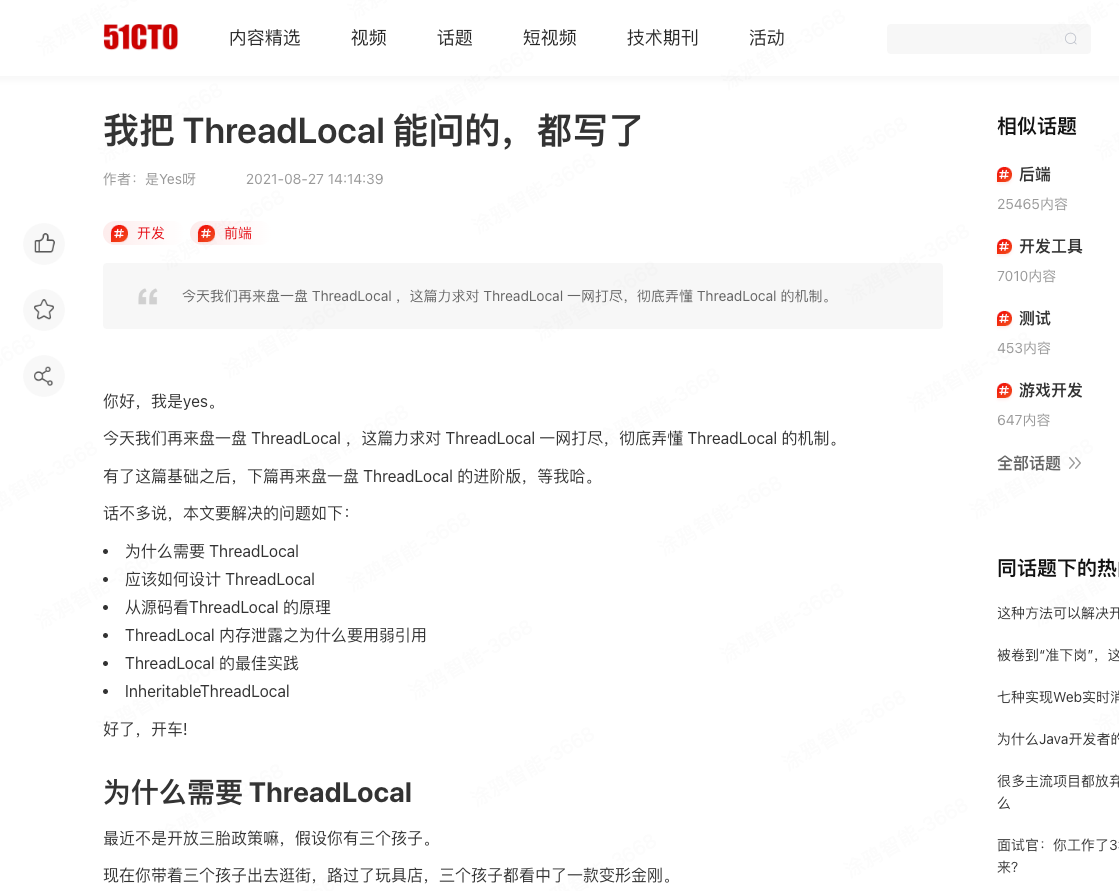 51CTO
内容精选
视频
话题
短视频
技术期刊
活动
我把 ThreadLocal 能问的，都写了
作者：是Yes呀 2021-08-27 14:14:39
# 开发
# 前端
今天我们再来盘一盘 ThreadLocal ，这篇力求对 ThreadLocal 一网打尽，彻底弄懂 ThreadLocal 的机制。
你好，我是yes。
今天我们再来盘一盘 ThreadLocal ，这篇力求对 ThreadLocal 一网打尽，彻底弄懂 ThreadLocal 的机制。
有了这篇基础之后，下篇再来盘一盘 ThreadLocal 的进阶版，等我哈。
话不多说，本文要解决的问题如下：
• 为什么需要 ThreadLocal
• 应该如何设计 ThreadLocal
• 从源码看ThreadLocal 的原理
• ThreadLocal 内存泄露之为什么要用弱引用
• ThreadLocal 的最佳实践
• InheritableThreadLocal
好了，开车!
为什么需要 ThreadLocal
最近不是开放三胎政策嘛，假设你有三个孩子。
现在你带着三个孩子出去逛街，路过了玩具店，三个孩子都看中了一款变形金刚。
相似话题
# 后端
25465内容
# 开发工具
7010内容
# 测试
453内容
# 游戏开发
647内容
全部话题 >>
同话题下的热
这种方法可以解决开
被卷到“准下岗”，这
七种实现Web实时消
为什么Java开发者的
很多主流项目都放弃
么
面试官：你工作了3
来?